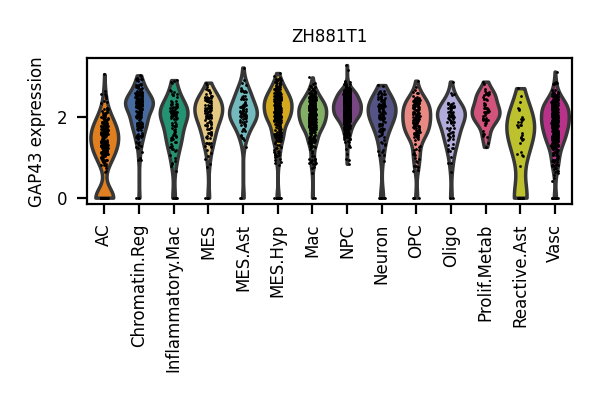 ZH881T1
GAP43 expression
2
0
AC
Chromatin.Reg
Inflammatory.Mac
MES
MES.Ast
MES.Hyp
Mac
NPC
Neuron
OPC
Oligo
Prolif.Metab
Reactive.Ast
Vasc